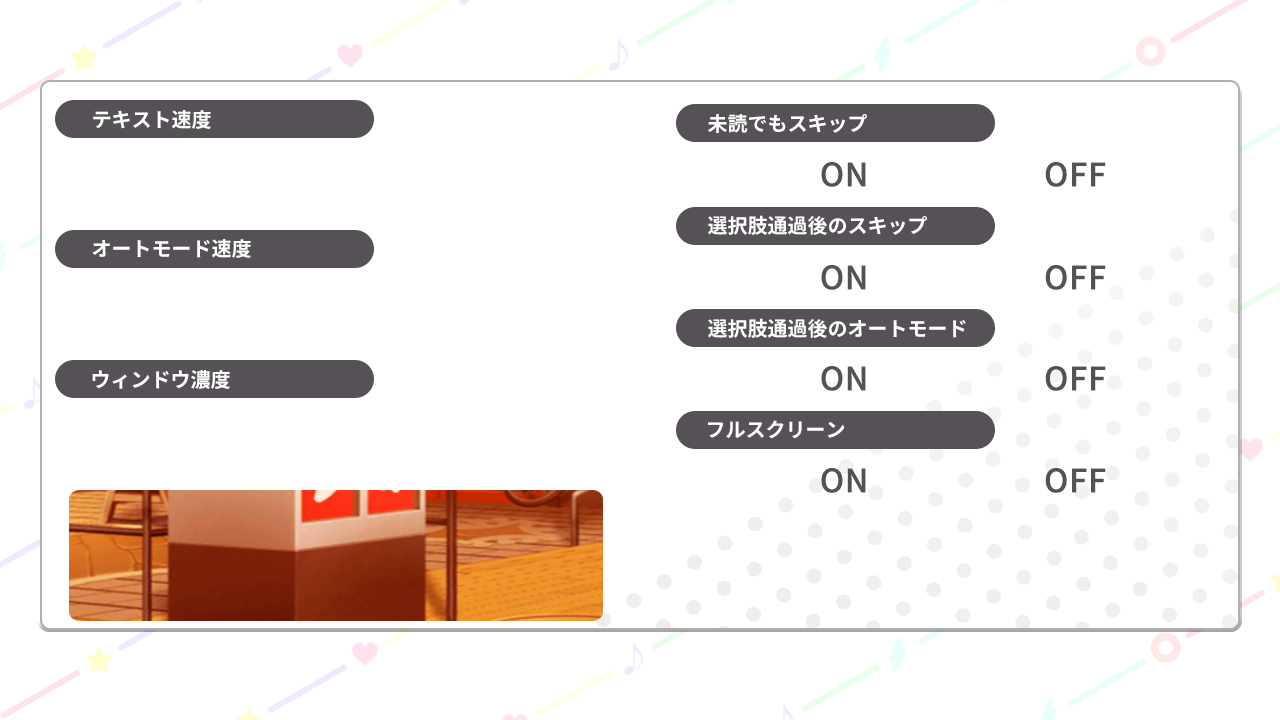 テキスト速度
オートモード速度
ウィンドウ濃度
未読でもスキップ
ON OFF
選択肢通過後のスキップ
ON OFF
選択肢通過後のオートモード
ON OFF
フルスクリーン
ON OFF